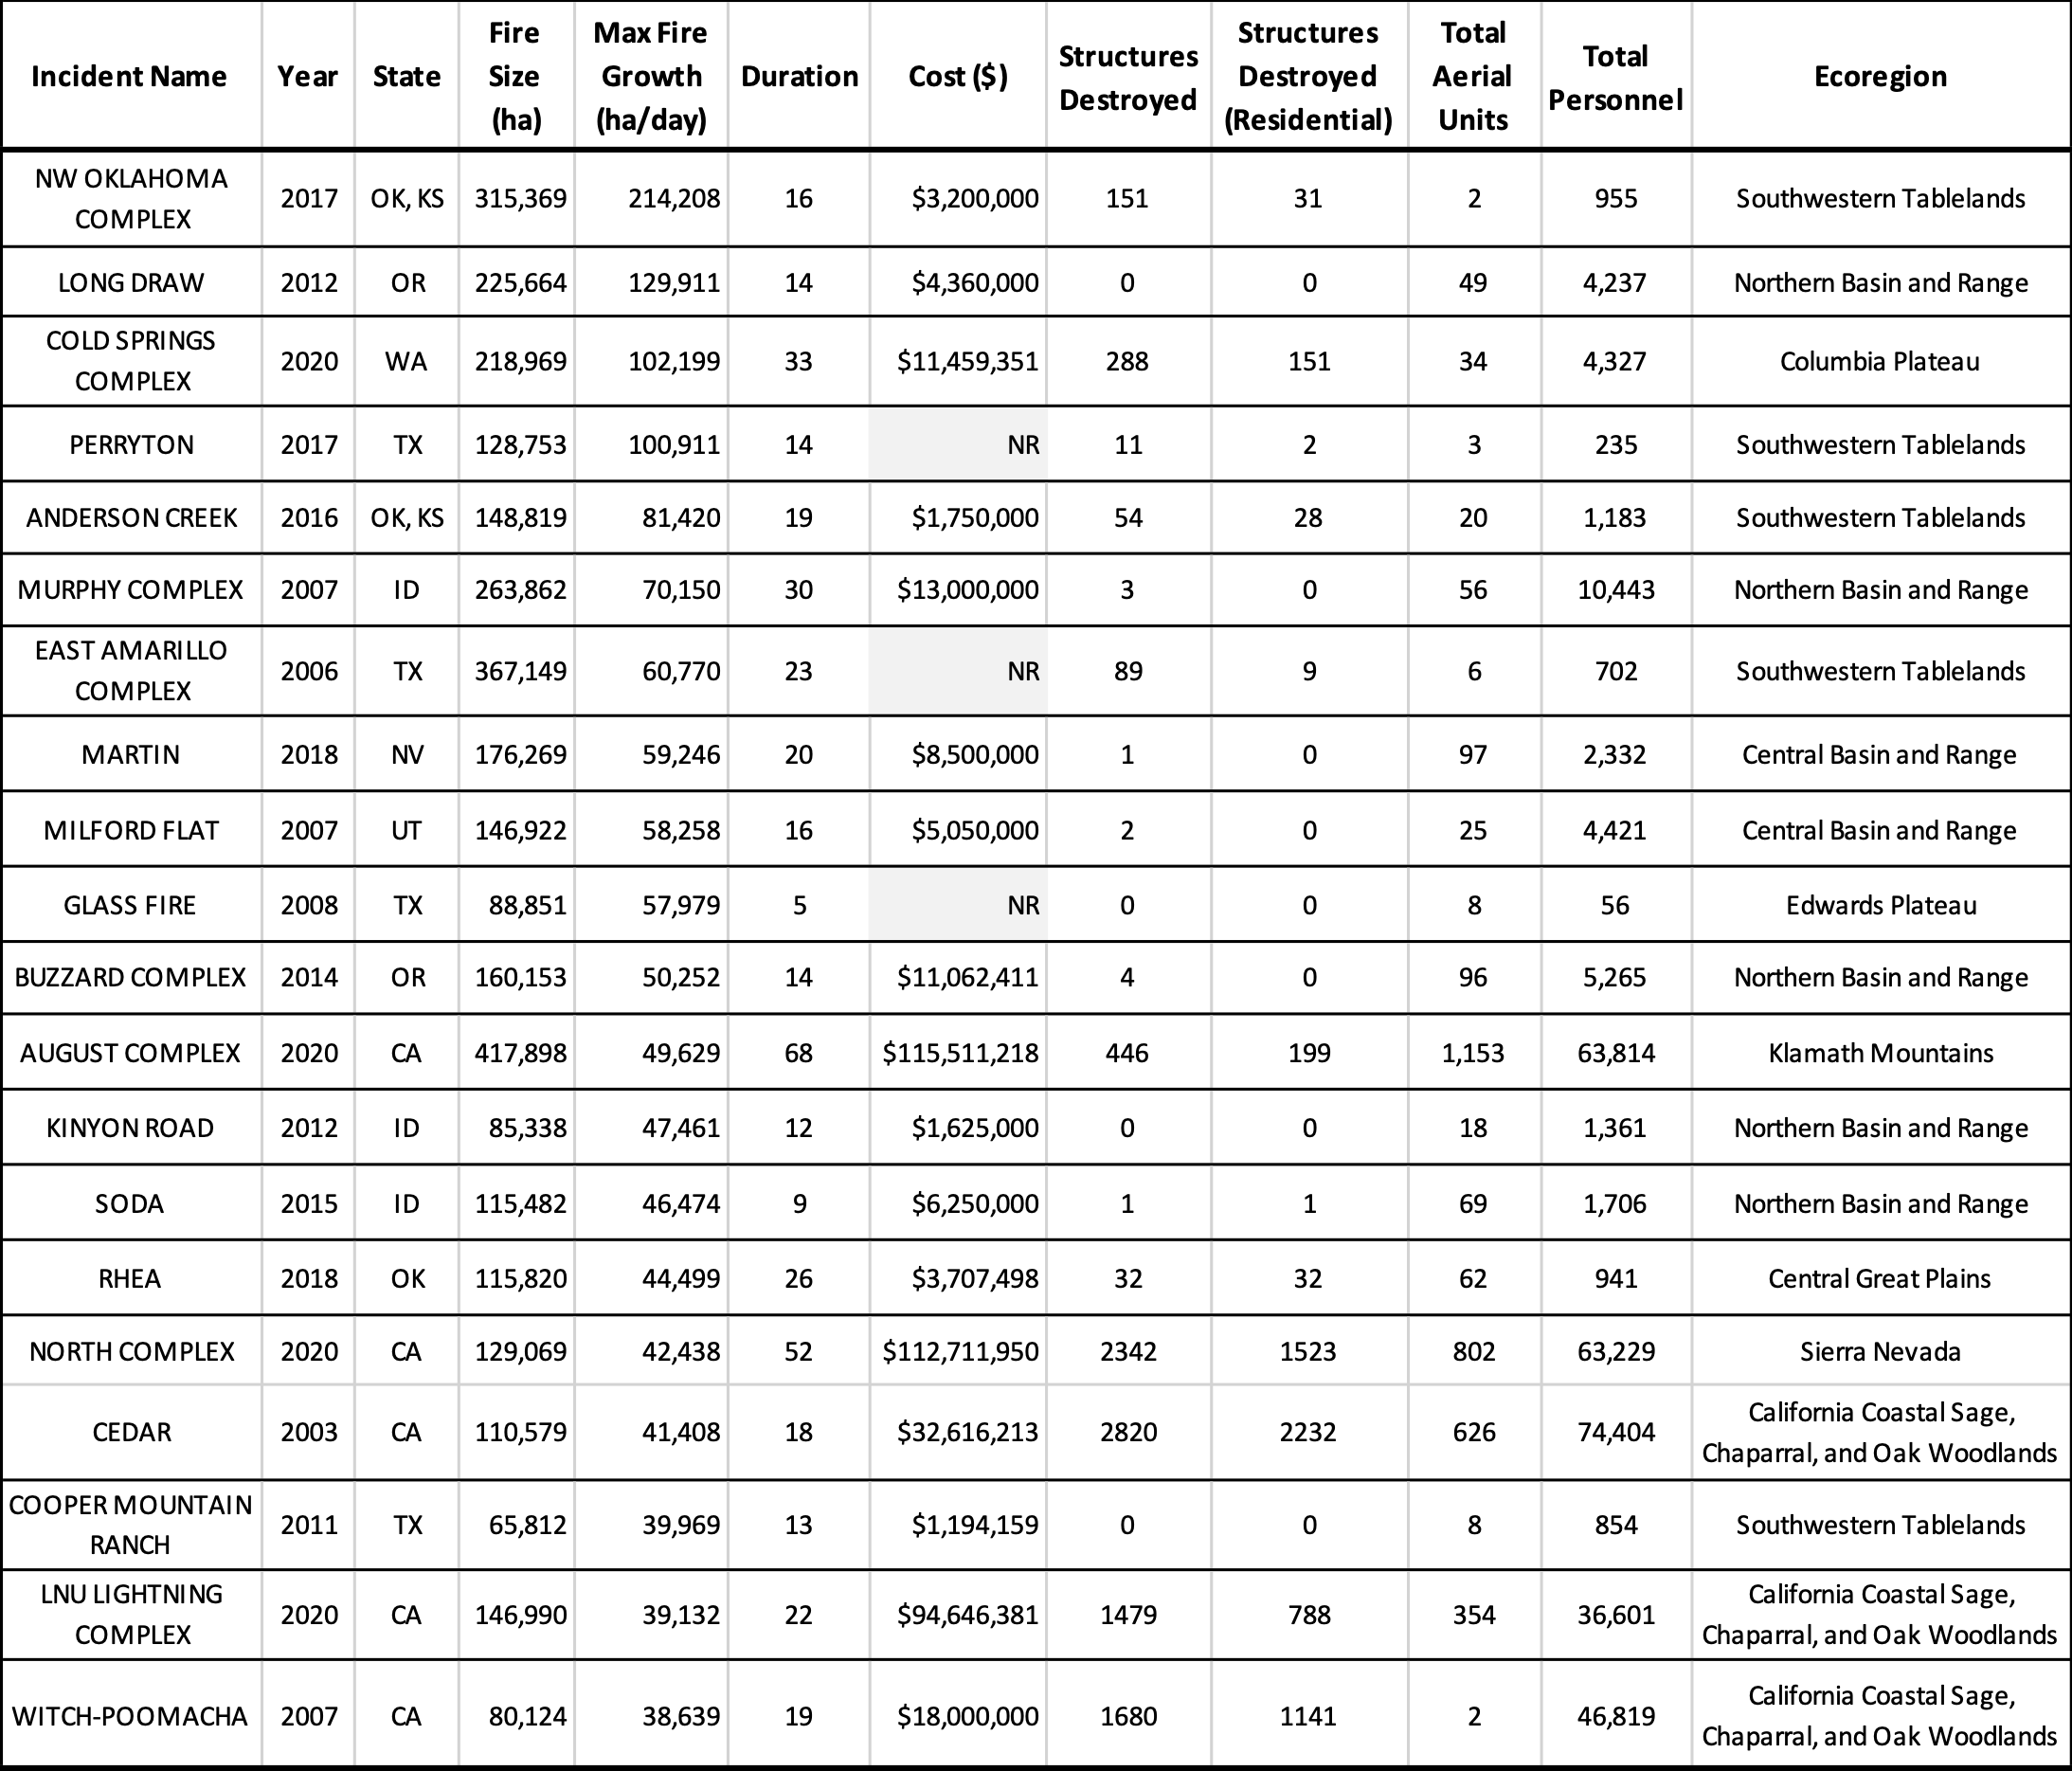 Incident Name Year State Fire Size (ha) Max Fire Growth (ha/day) Duration Cost ($) Structures Destroyed Structures Destroyed (Residential) Total Aerial Units Total Personnel Ecoregion
NW OKLAHOMA COMPLEX 2017 OK, KS 315,369 214,208 16 $3,200,000 151 31 2 955 Southwestern Tablelands
LONG DRAW 2012 OR 225,664 129,911 14 $4,360,000 0 0 49 4,237 Northern Basin and Range
COLD SPRINGS COMPLEX 2020 WA 218,969 102,199 33 $11,459,351 288 151 34 4,327 Columbia Plateau
PERRYTON 2017 TX 128,753 100,911 14 NR 11 2 3 235 Southwestern Tablelands
ANDERSON CREEK 2016 OK, KS 148,819 81,420 19 $1,750,000 54 28 20 1,183 Southwestern Tablelands
MURPHY COMPLEX 2007 ID 263,862 70,150 30 $13,000,000 3 0 56 10,443 Northern Basin and Range
EAST AMARILLO COMPLEX 2006 TX 367,149 60,770 23 NR 89 9 6 702 Southwestern Tablelands
MARTIN 2018 NV 176,269 59,246 20 $8,500,000 1 0 97 2,332 Central Basin and Range
MILFORD FLAT 2007 UT 146,922 58,258 16 $5,050,000 2 0 25 4,421 Central Basin and Range
GLASS FIRE 2008 TX 88,851 57,979 5 NR 0 0 8 56 Edwards Plateau
BUZZARD COMPLEX 2014 OR 160,153 50,252 14 $11,062,411 4 0 96 5,265 Northern Basin and Range
AUGUST COMPLEX 2020 CA 417,898 49,629 68 $115,511,218 446 199 1,153 63,814 Klamath Mountains
KINYON ROAD 2012 ID 85,338 47,461 12 $1,625,000 0 0 18 1,361 Northern Basin and Range
SODA 2015 ID 115,482 46,474 9 $6,250,000 1 1 69 1,706 Northern Basin and Range
RHEA 2018 OK 115,820 44,499 26 $3,707,498 32 32 62 941 Central Great Plains
NORTH COMPLEX 2020 CA 129,069 42,438 52 $112,711,950 2342 1523 802 63,229 Sierra Nevada
CEDAR 2003 CA 110,579 41,408 18 $32,616,213 2820 2232 626 74,404 California Coastal Sage, Chaparral, and Oak Woodlands
COOPER MOUNTAIN RANCH 2011 TX 65,812 39,969 13 $1,194,159 0 0 8 854 Southwestern Tablelands
LNU LIGHTNING COMPLEX 2020 CA 146,990 39,132 22 $94,646,381 1479 788 354 36,601 California Coastal Sage, Chaparral, and Oak Woodlands
WITCH-POOMACHA 2007 CA 80,124 38,639 19 $18,000,000 1680 1141 2 46,819 California Coastal Sage, Chaparral, and Oak Woodlands